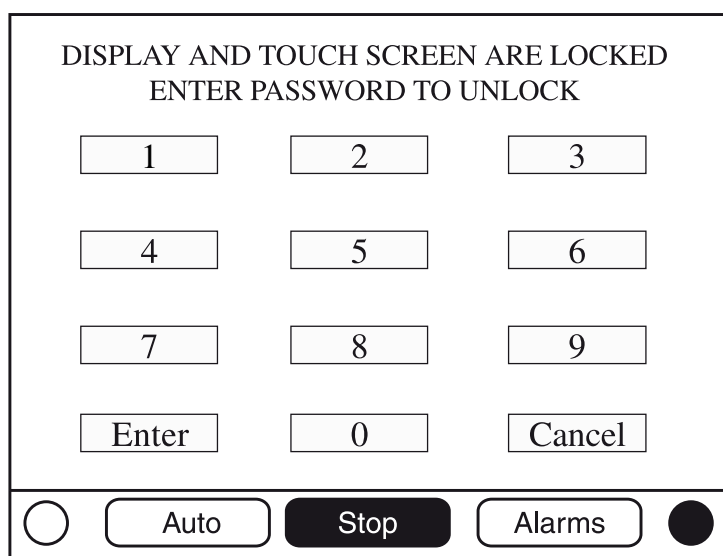 DISPLAY AND TOUCH SCREEN ARE LOCKED
ENTER PASSWORD TO UNLOCK
1 2 3
4 5 6
7 8 9
Enter 0 Cancel
Auto Stop Alarms